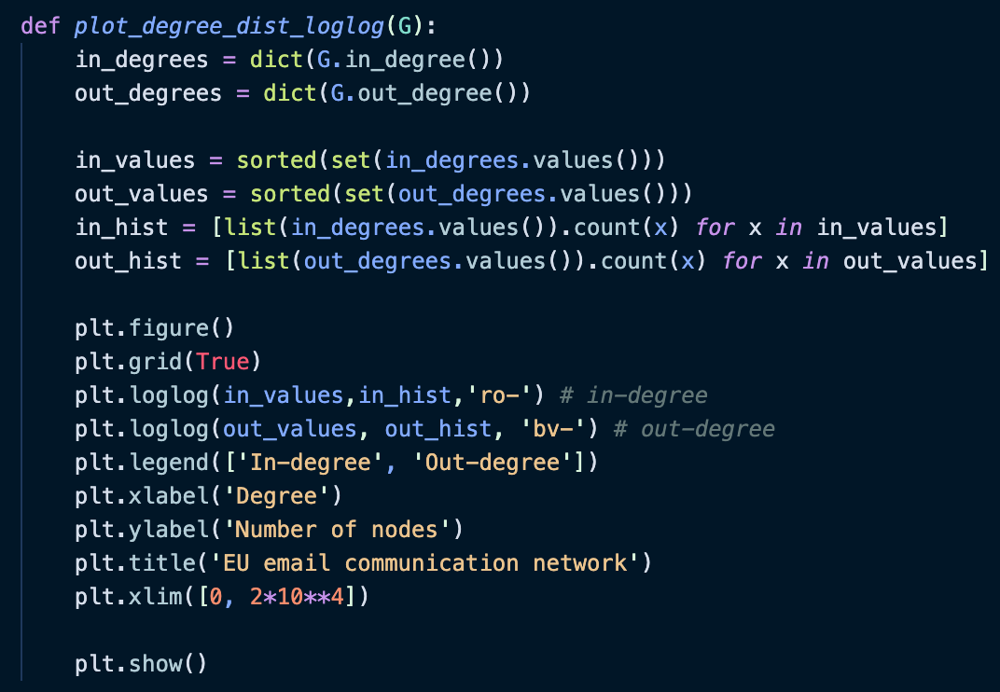 def plot_degree_dist_loglog(G):
    in_degrees = dict(G.in_degree())
    out_degrees = dict(G.out_degree())

    in_values = sorted(set(in_degrees.values()))
    out_values = sorted(set(out_degrees.values()))
    in_hist = [list(in_degrees.values()).count(x) for x in in_values]
    out_hist = [list(out_degrees.values()).count(x) for x in out_values]

    plt.figure()
    plt.grid(True)
    plt.loglog(in_values,in_hist,'ro-') # in-degree
    plt.loglog(out_values, out_hist, 'bv-') # out-degree
    plt.legend(['In-degree', 'Out-degree'])
    plt.xlabel('Degree')
    plt.ylabel('Number of nodes')
    plt.title('EU email communication network')
    plt.xlim([0, 2*10**4])

    plt.show()